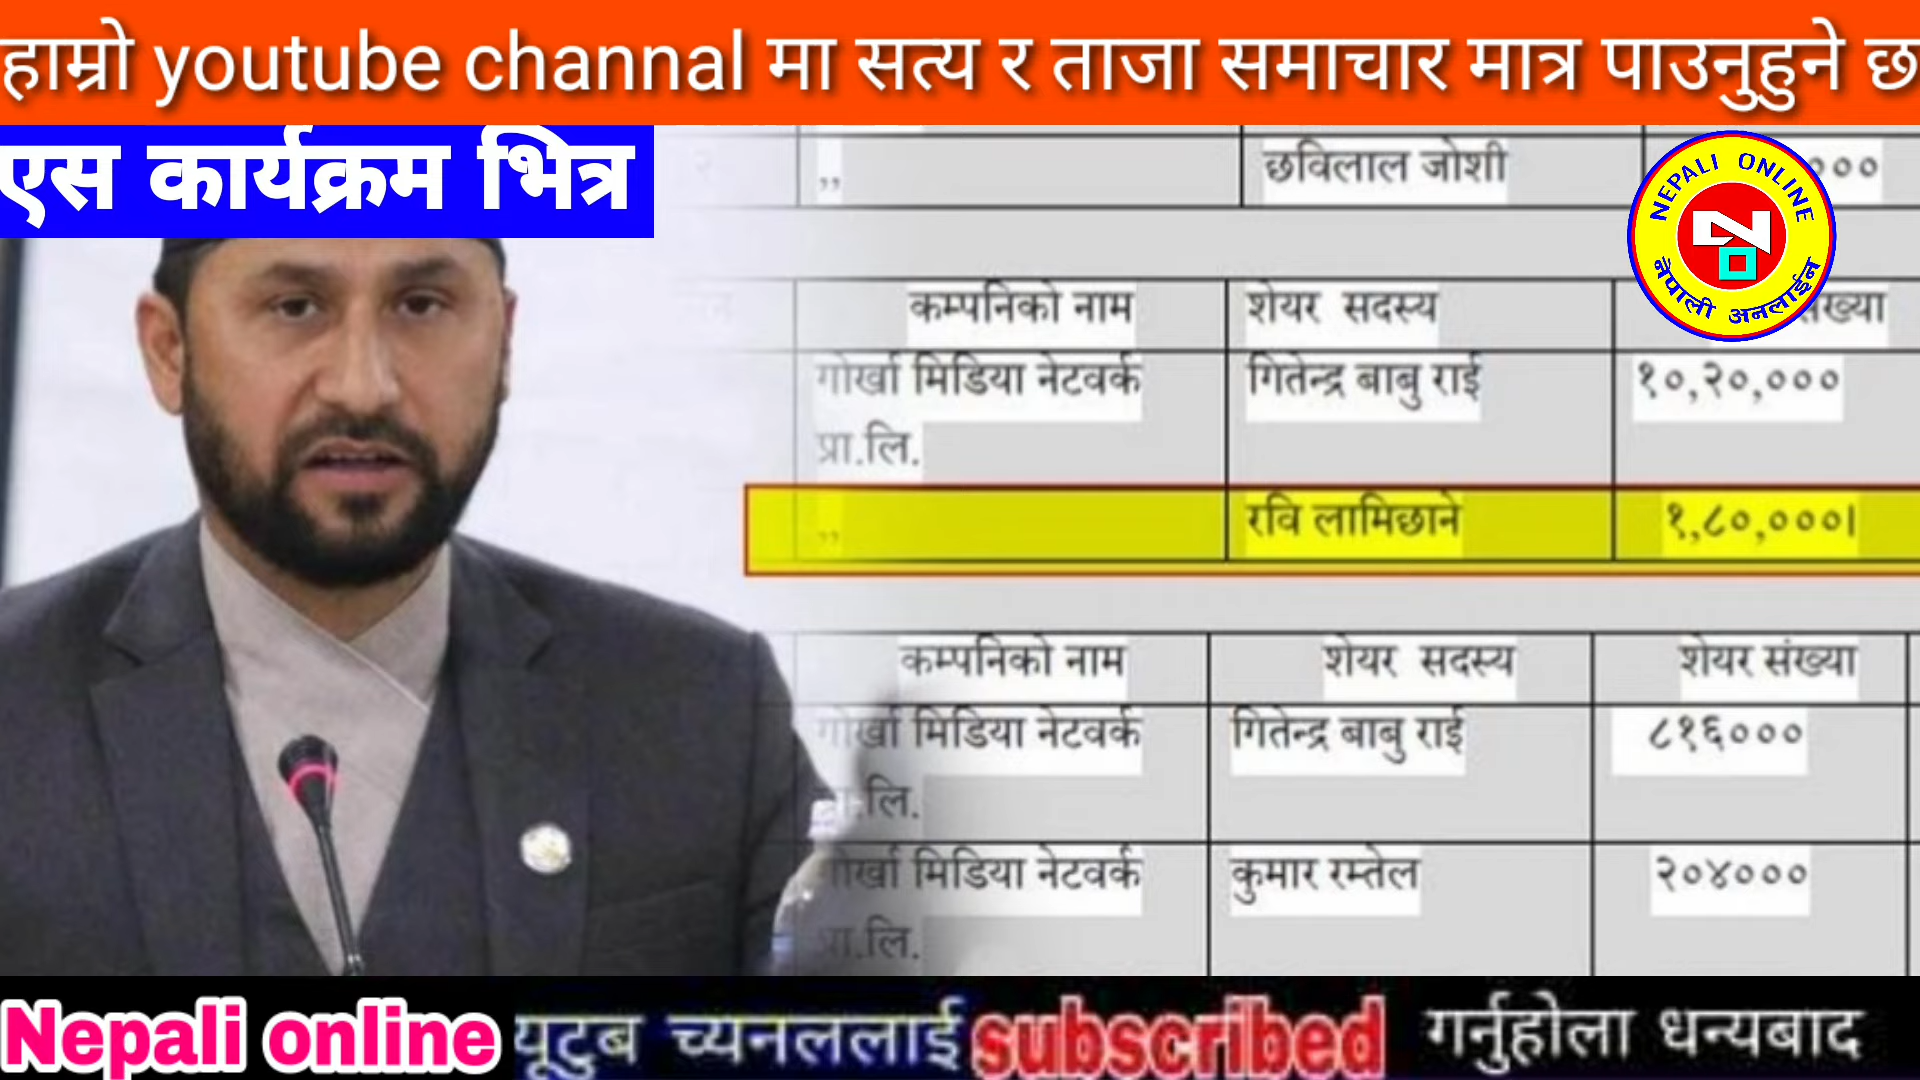 हाम्रो youtube channal मा सत्य र ताजा समाचार मात्र पाउनुहुने छ
एस कार्यक्रम भित्र
,, छविलाल जोशी ०००
NEPALI ONLINE
नेपाली अनलाईन
कम्पनिको नाम शेयर सदस्य संख्या
गोर्खा मिडिया नेटवर्क गितेन्द्र बाबु राई १०,२०,०००
प्रा.लि.
,, रवि लामिछाने १,८०,०००|
कम्पनिको नाम शेयर सदस्य शेयर संख्या
गोर्खा मिडिया नेटवर्क गितेन्द्र बाबु राई ८१६०००
प्रा.लि.
गोर्खा मिडिया नेटवर्क कुमार रम्तेल २०४०००
प्रा.लि.
Nepali online यूटुब च्यनललाई subscribed गर्नुहोला धन्यबाद